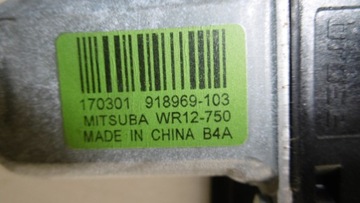 170301 918969-103
MITSUBA WR12-750
MADE IN CHINA B4A